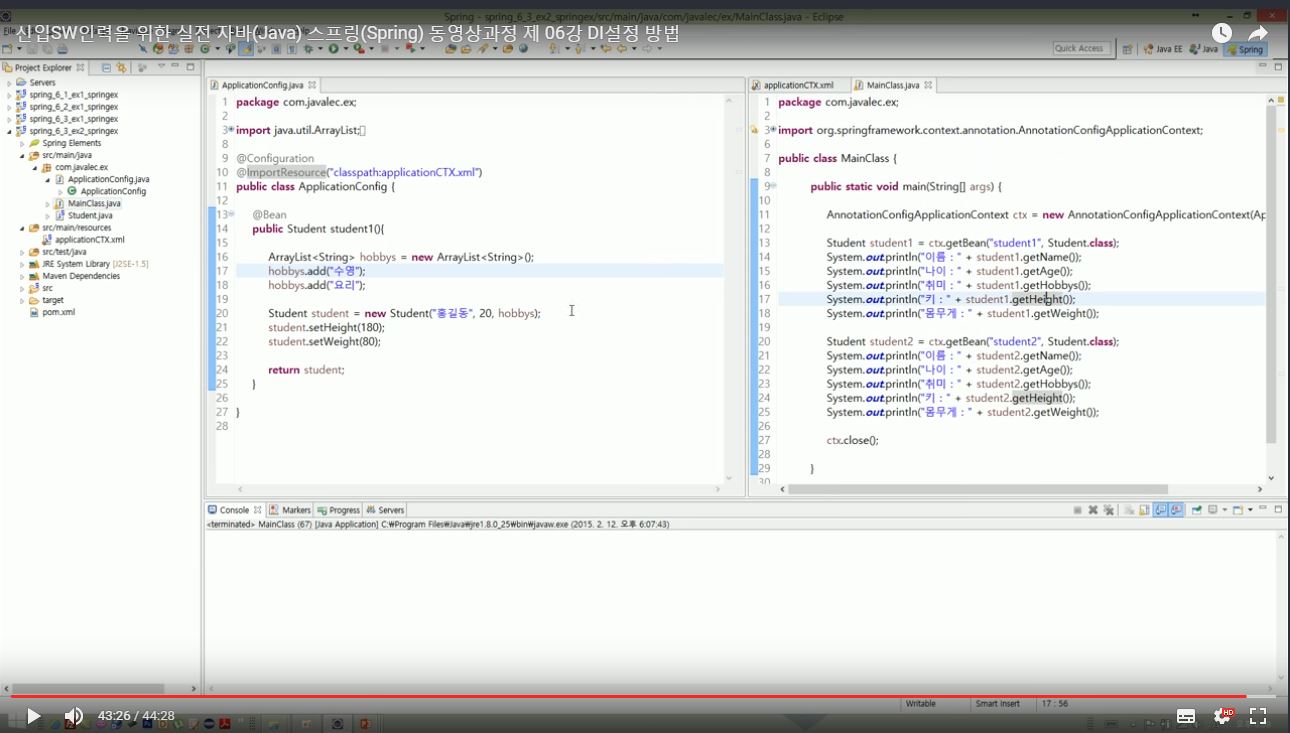 Spring - spring_6_3_ex2_springex/src/main/java/com/javalec/ex/MainClass.java - Eclipse
신입SW인력을 위한 실전 자바(Java) 스프링(Spring) 동영상과정 제 06강 DI설정 방법
Quick Access
Java EE
Java
Spring
Project Explorer
Servers
spring_6_1_ex1_springex
spring_6_2_ex1_springex
spring_6_3_ex1_springex
spring_6_3_ex2_springex
Spring Elements
src/main/java
com.javalec.ex
ApplicationConfig.java
ApplicationConfig
MainClass.java
Student.java
src/main/resources
applicationCTX.xml
src/test/java
JRE System Library [J2SE-1.5]
Maven Dependencies
src
target
pom.xml
ApplicationConfig.java
1 package com.javalec.ex;
2
3 import java.util.ArrayList;
8
9 @Configuration
10 @ImportResource("classpath:applicationCTX.xml")
11 public class ApplicationConfig {
12
13 @Bean
14 public Student student1(){
15
16 ArrayList<String> hobbys = new ArrayList<String>();
17 hobbys.add("수영");
18 hobbys.add("요리");
19
20 Student student = new Student("홍길동", 20, hobbys);
21 student.setHeight(180);
22 student.setWeight(80);
23
24 return student;
25 }
26
27 }
28
applicationCTX.xml
MainClass.java
1 package com.javalec.ex;
2
3 import org.springframework.context.annotation.AnnotationConfigApplicationContext;
6
7 public class MainClass {
8
9 public static void main(String[] args) {
10
11 AnnotationConfigApplicationContext ctx = new AnnotationConfigApplicationContext(Ap
12
13 Student student1 = ctx.getBean("student1", Student.class);
14 System.out.println("이름 : " + student1.getName());
15 System.out.println("나이 : " + student1.getAge());
16 System.out.println("취미 : " + student1.getHobbys());
17 System.out.println("키 : " + student1.getHeight());
18 System.out.println("몸무게 : " + student1.getWeight());
19
20 Student student2 = ctx.getBean("student2", Student.class);
21 System.out.println("이름 : " + student2.getName());
22 System.out.println("나이 : " + student2.getAge());
23 System.out.println("취미 : " + student2.getHobbys());
24 System.out.println("키 : " + student2.getHeight());
25 System.out.println("몸무게 : " + student2.getWeight());
26
27 ctx.close();
28
29 }
30
Console
Markers
Progress
Servers
<terminated> MainClass (67) [Java Application] C:₩Program Files₩Java₩jre1.8.0_25₩bin₩javaw.exe (2015. 2. 12. 오후 6:07:43)
Writable
Smart Insert
17 : 56
43:26 / 44:28
HD